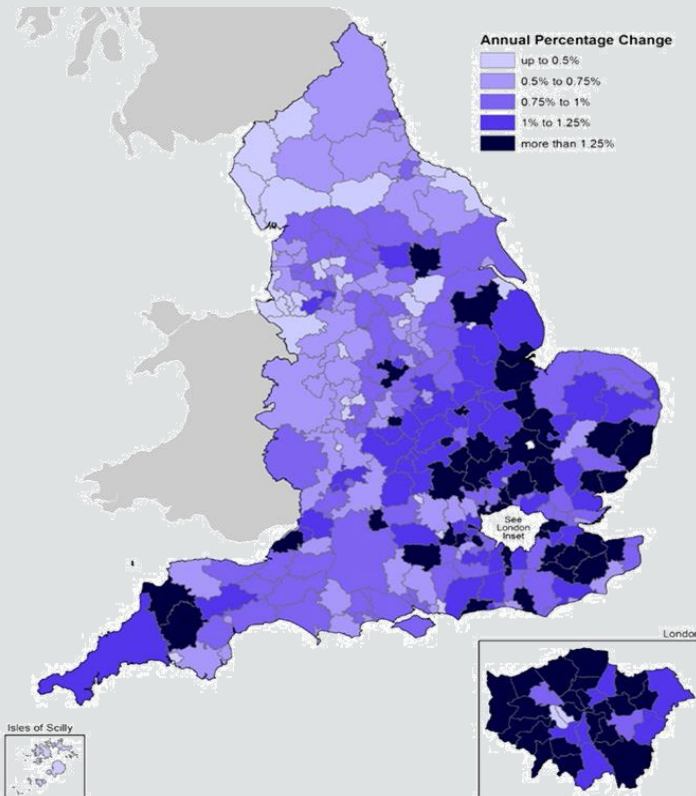 Annual Percentage Change
up to 0.5%
0.5% to 0.75%
0.75% to 1%
1% to 1.25%
more than 1.25%
See
London
Inset
London
Isles of Scilly